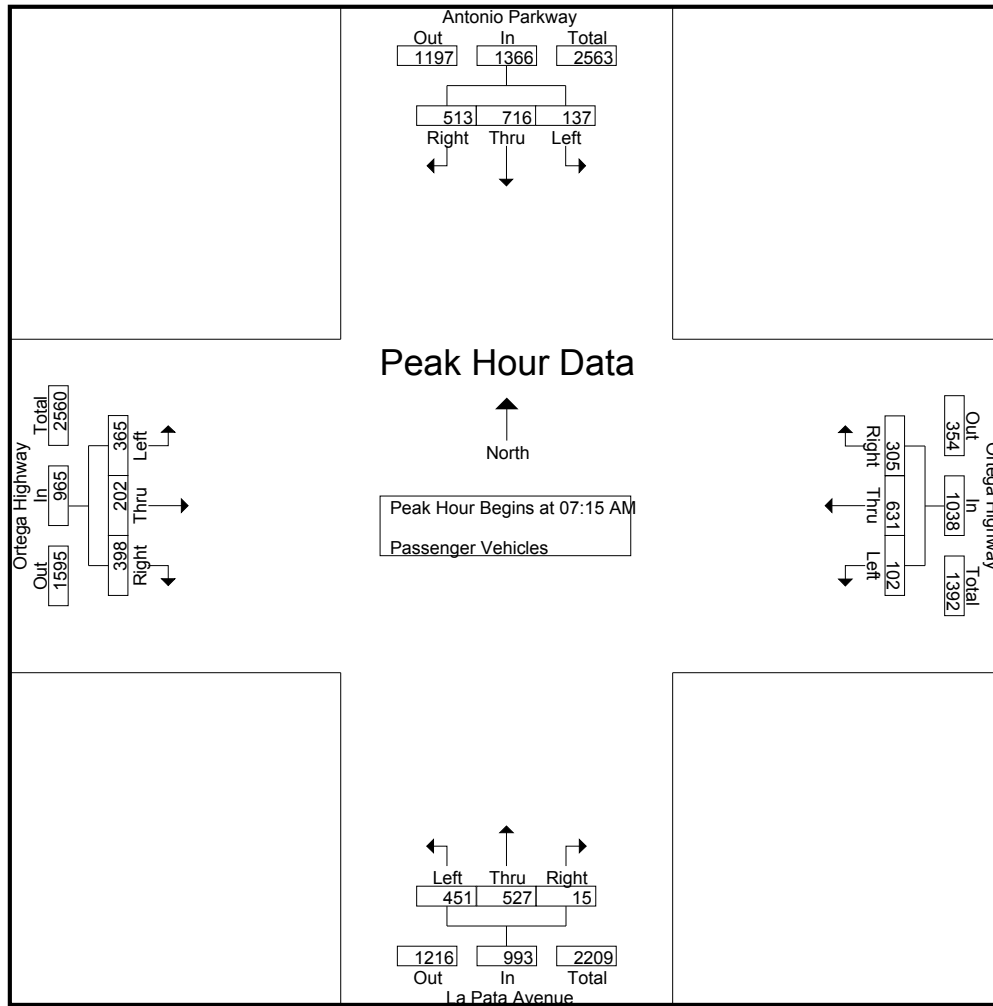 Antonio Parkway
Out In Total
1197 1366 2563
513 716 137
Right Thru Left
Peak Hour Data
North
Peak Hour Begins at 07:15 AM
Passenger Vehicles
Ortega Highway
Total In Out
2560 965 1595
365 202 398
Left Thru Right
Right Thru Left
305 631 102
Out In Total
354 1038 1392
Ortega Highway
Left Thru Right
451 527 15
1216 993 2209
Out In Total
La Pata Avenue